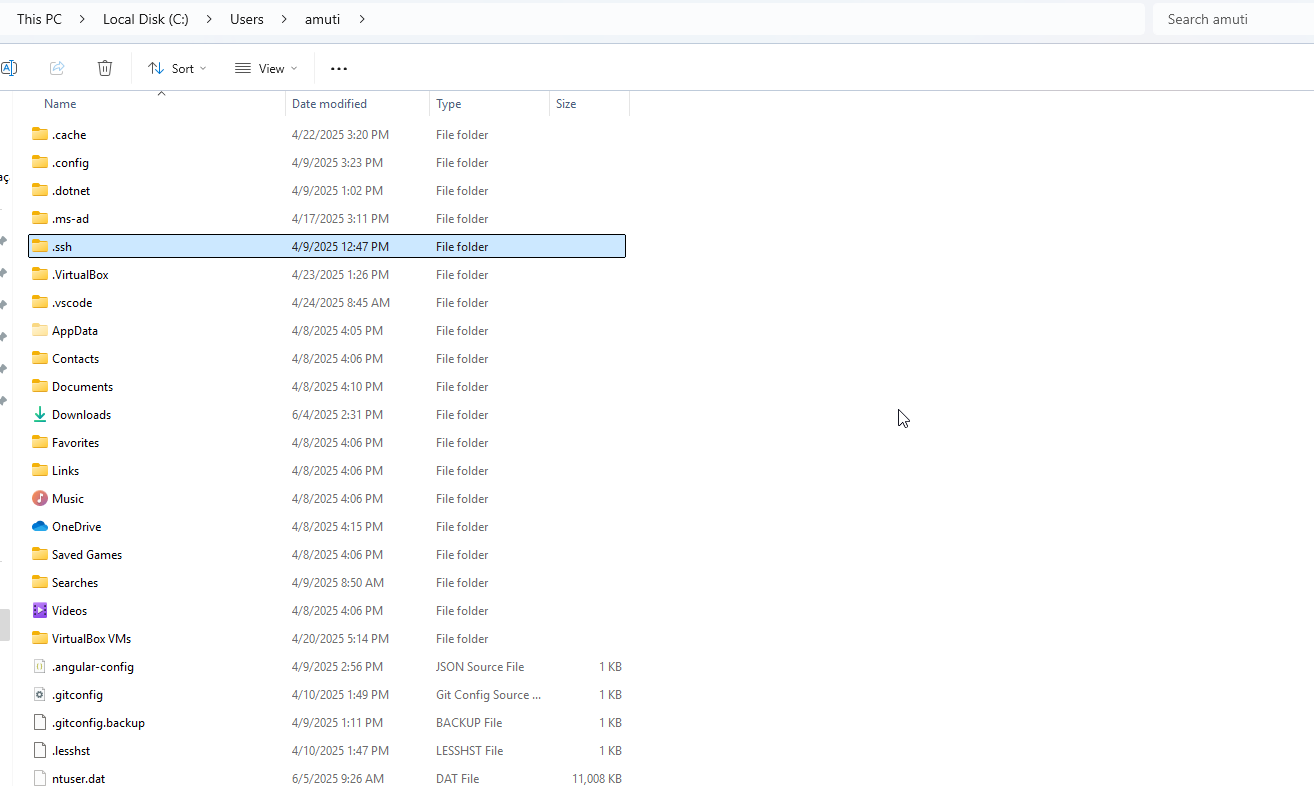 This PC > Local Disk (C:) > Users > amuti >
Search amuti
Sort
View
Name Date modified Type Size
.cache 4/22/2025 3:20 PM File folder
.config 4/9/2025 3:23 PM File folder
.dotnet 4/9/2025 1:02 PM File folder
.ms-ad 4/17/2025 3:11 PM File folder
.ssh 4/9/2025 12:47 PM File folder
.VirtualBox 4/23/2025 1:26 PM File folder
.vscode 4/24/2025 8:45 AM File folder
AppData 4/8/2025 4:05 PM File folder
Contacts 4/8/2025 4:06 PM File folder
Documents 4/8/2025 4:10 PM File folder
Downloads 6/4/2025 2:31 PM File folder
Favorites 4/8/2025 4:06 PM File folder
Links 4/8/2025 4:06 PM File folder
Music 4/8/2025 4:06 PM File folder
OneDrive 4/8/2025 4:15 PM File folder
Saved Games 4/8/2025 4:06 PM File folder
Searches 4/9/2025 8:50 AM File folder
Videos 4/8/2025 4:06 PM File folder
VirtualBox VMs 4/20/2025 5:14 PM File folder
.angular-config 4/9/2025 2:56 PM JSON Source File 1 KB
.gitconfig 4/10/2025 1:49 PM Git Config Source ... 1 KB
.gitconfig.backup 4/9/2025 1:11 PM BACKUP File 1 KB
.lesshst 4/10/2025 1:47 PM LESSHST File 1 KB
ntuser.dat 6/5/2025 9:26 AM DAT File 11,008 KB